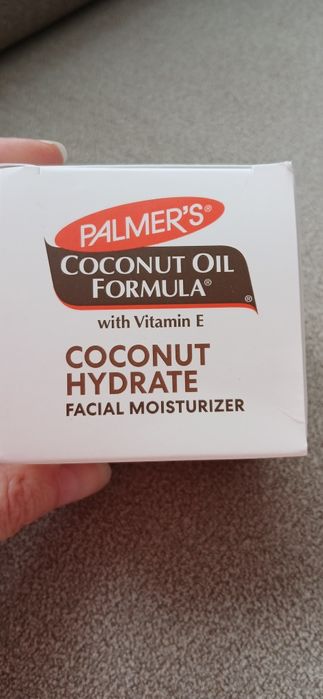 PALMER'S®
COCONUT OIL
FORMULA®
®
with Vitamin E
COCONUT
HYDRATE
FACIAL MOISTURIZER